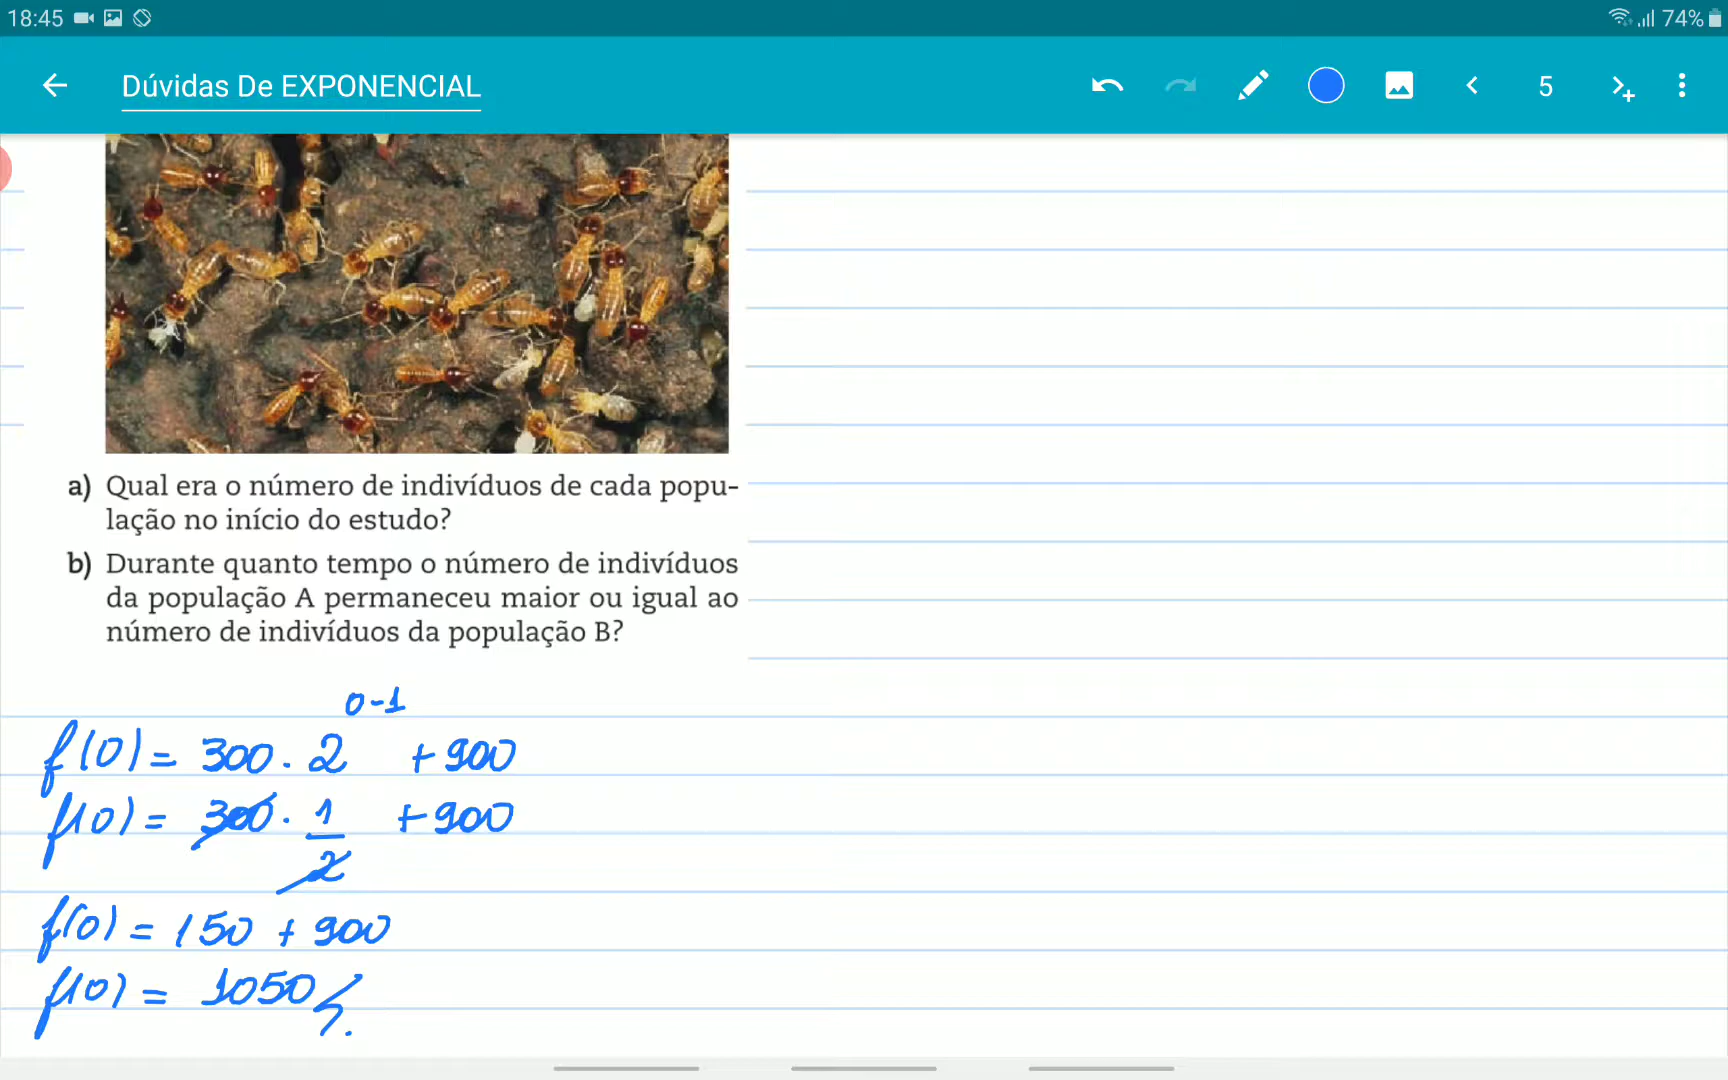 18:45 74%
Dúvidas De EXPONENCIAL 5
a) Qual era o número de indivíduos de cada popu-
lação no início do estudo?
b) Durante quanto tempo o número de indivíduos
da população A permaneceu maior ou igual ao
número de indivíduos da população B?
0-1
f(0) = 300 . 2 + 900
f(0) = 300 . 1 + 900
2
f(0) = 150 + 900
f(0) = 1050